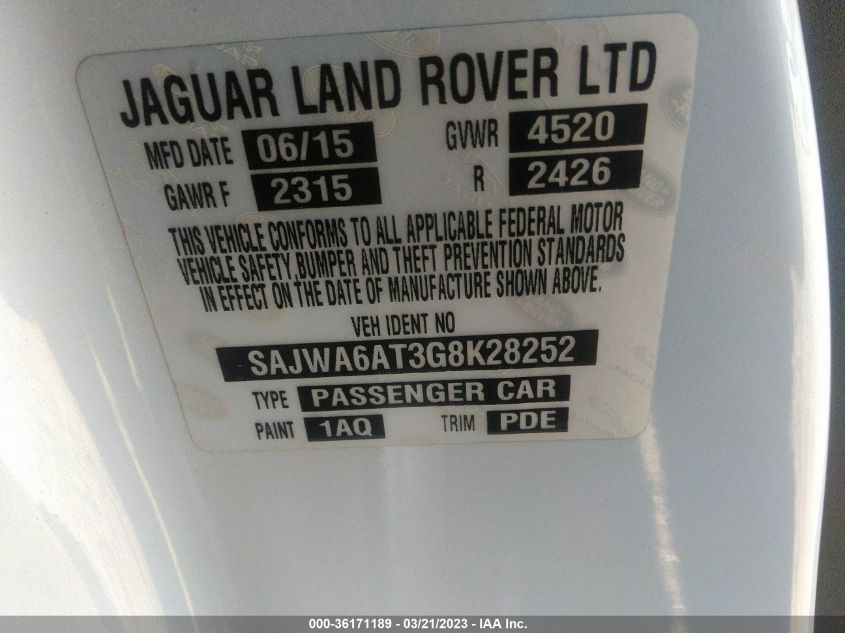 JAGUAR LAND ROVER LTD
MFD DATE 06/15 GVWR 4520
GAWR F 2315 R 2426
THIS VEHICLE CONFORMS TO ALL APPLICABLE FEDERAL MOTOR
VEHICLE SAFETY,BUMPER AND THEFT PREVENTION STANDARDS
IN EFFECT ON THE DATE OF MANUFACTURE SHOWN ABOVE.
VEH IDENT NO
SAJWA6AT3G8K28252
TYPE PASSENGER CAR
PAINT 1AQ TRIM PDE
000-36171189 - 03/21/2023 - IAA Inc.